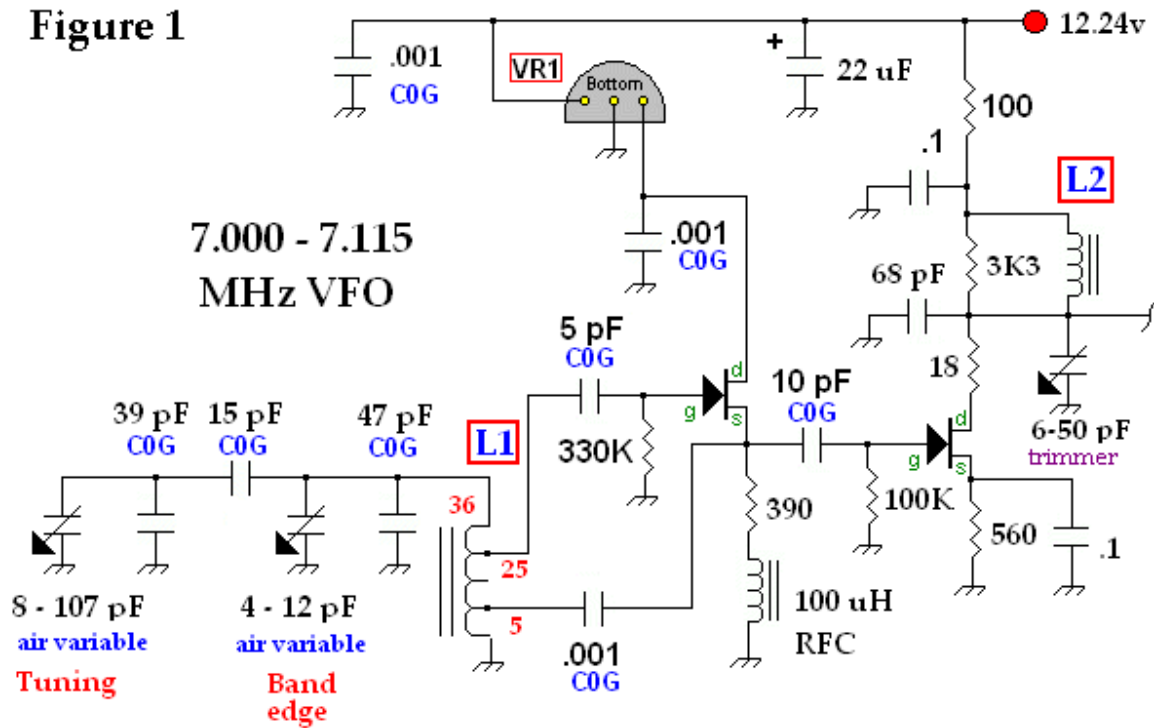 Figure 1
12.24v
.001
C0G
VR1
Bottom
+
22 uF
100
.1
L2
7.000 - 7.115
MHz VFO
.001
C0G
68 pF
3K3
5 pF
C0G
d
g
s
10 pF
C0G
18
39 pF
C0G
15 pF
C0G
47 pF
C0G
L1
330K
d
g
s
6-50 pF
trimmer
36
25
5
390
100K
560
.1
8 - 107 pF
air variable
Tuning
4 - 12 pF
air variable
Band
edge
.001
C0G
100 uH
RFC